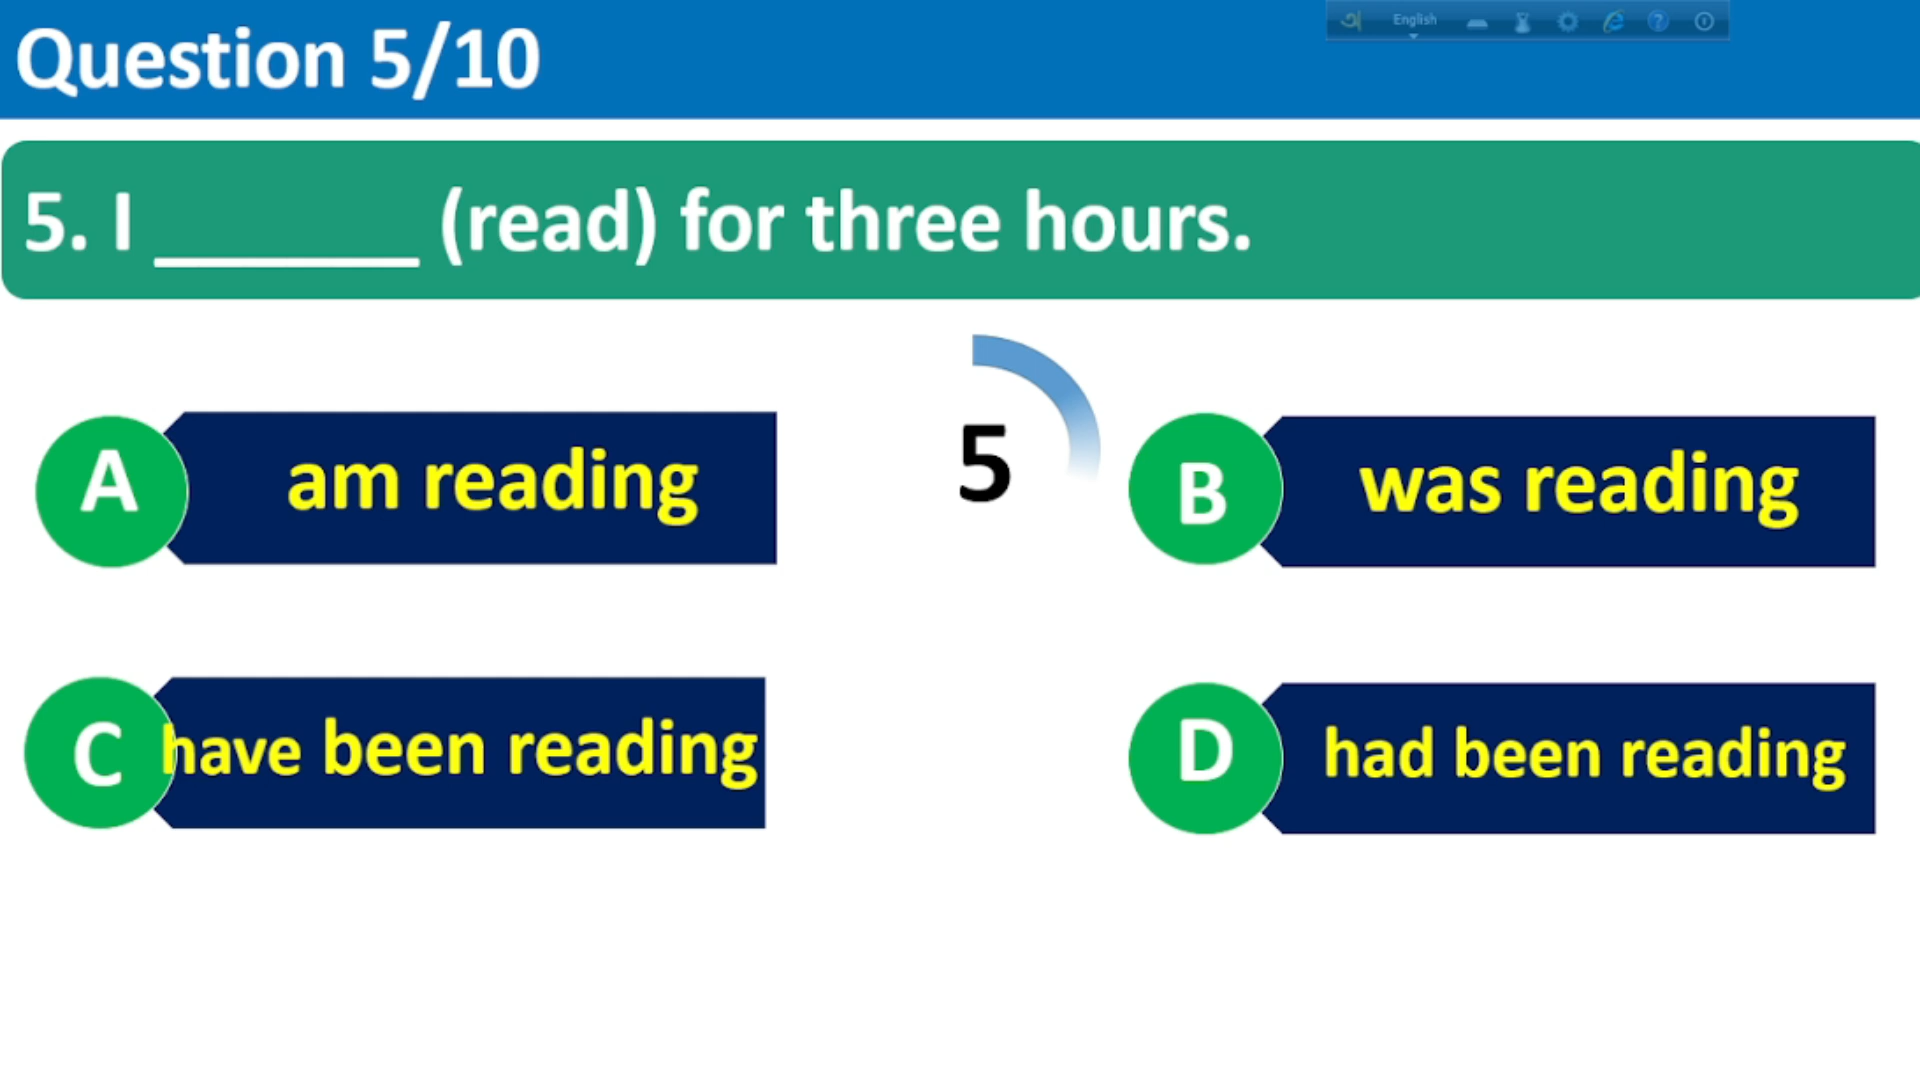 Question 5/10
অ English
5. I ______ (read) for three hours.
A am reading
5
B was reading
C have been reading
D had been reading